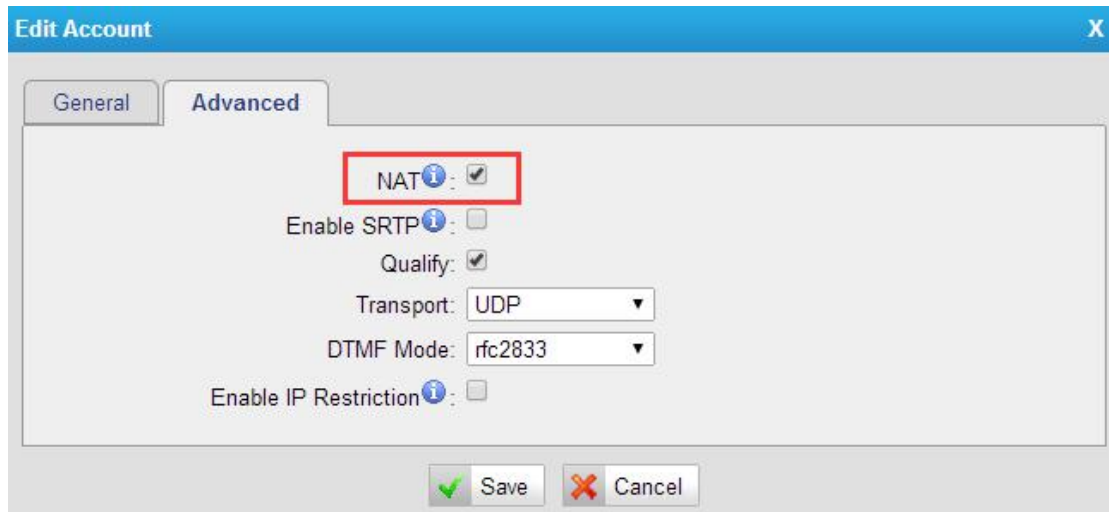 Edit Account X
General Advanced
NAT :
Enable SRTP :
Qualify:
Transport: UDP
DTMF Mode: rfc2833
Enable IP Restriction :
Save Cancel